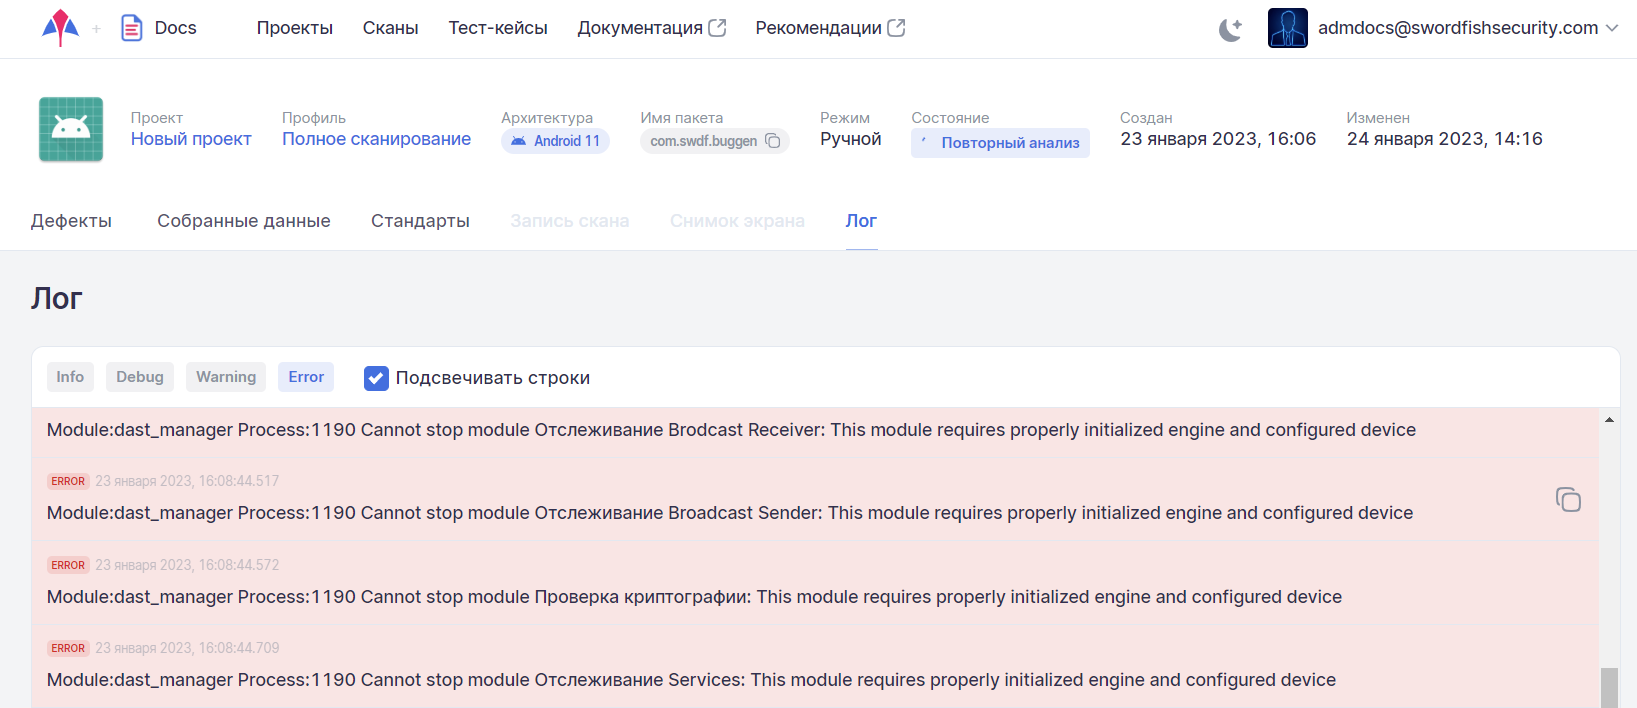 Docs Проекты Сканы Тест-кейсы Документация Рекомендации admdocs@swordfishsecurity.com
Проект Профиль Архитектура Имя пакета Режим Состояние Создан Изменен
Новый проект Полное сканирование Android 11 com.swdf.buggen Ручной Повторный анализ 23 января 2023, 16:06 24 января 2023, 14:16
Дефекты Собранные данные Стандарты Запись скана Снимок экрана Лог
Лог
Info Debug Warning Error Подсвечивать строки
Module:dast_manager Process:1190 Cannot stop module Отслеживание Brodcast Receiver: This module requires properly initialized engine and configured device
ERROR 23 января 2023, 16:08:44.517
Module:dast_manager Process:1190 Cannot stop module Отслеживание Broadcast Sender: This module requires properly initialized engine and configured device
ERROR 23 января 2023, 16:08:44.572
Module:dast_manager Process:1190 Cannot stop module Проверка криптографии: This module requires properly initialized engine and configured device
ERROR 23 января 2023, 16:08:44.709
Module:dast_manager Process:1190 Cannot stop module Отслеживание Services: This module requires properly initialized engine and configured device